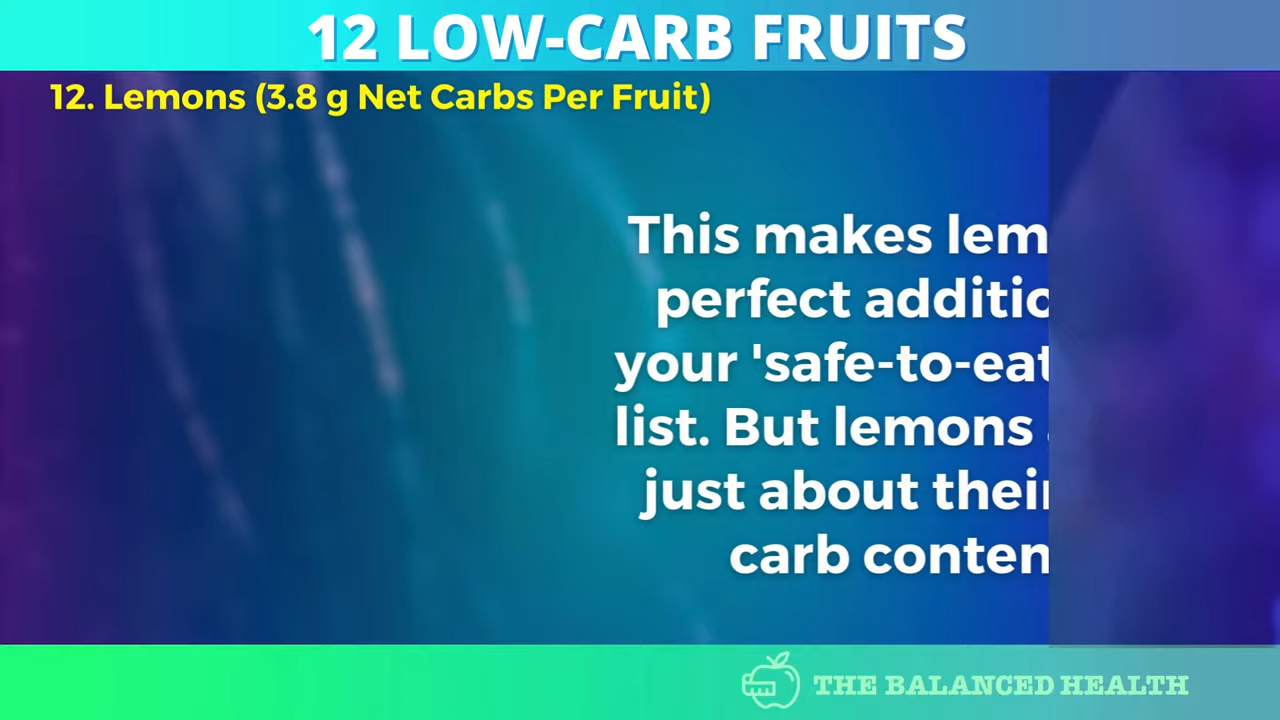 12 LOW-CARB FRUITS
12. Lemons (3.8 g Net Carbs Per Fruit)
This makes lem
perfect additio
your 'safe-to-eat
list. But lemons
just about their
carb conten
THE BALANCED HEALTH